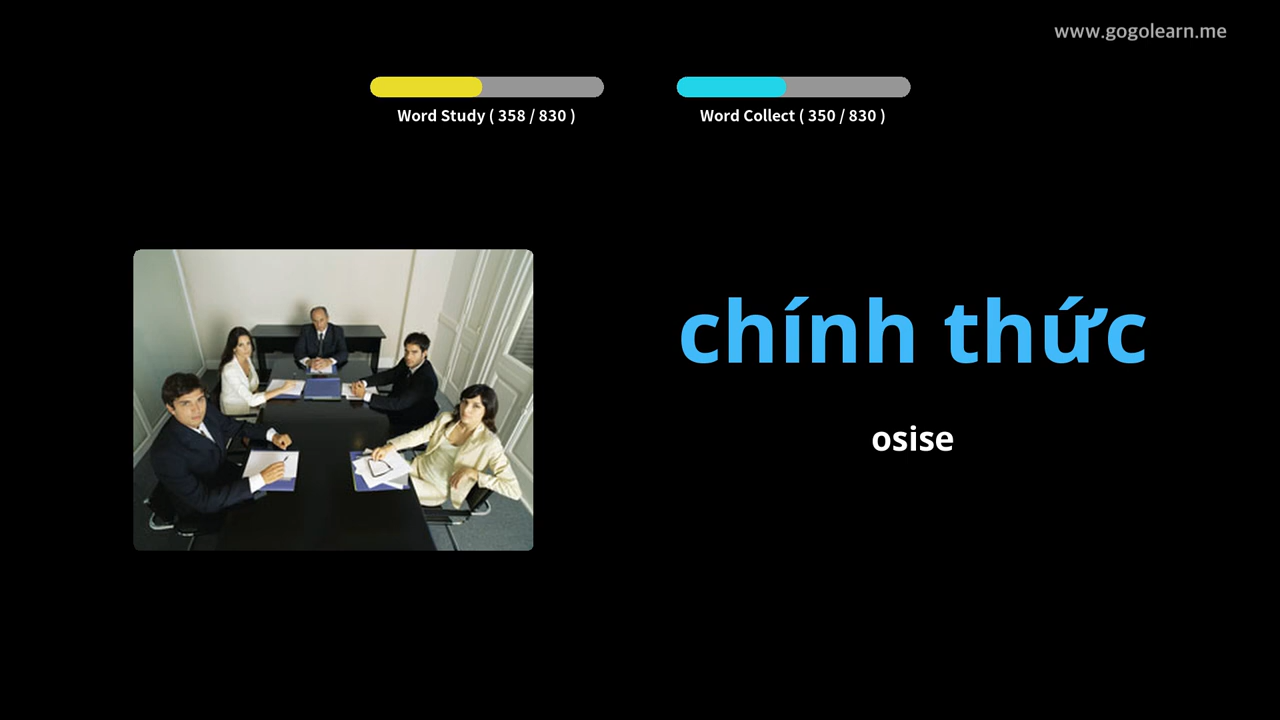 www.gogolearn.me
Word Study ( 358 / 830 )
Word Collect ( 350 / 830 )
chính thức
osise